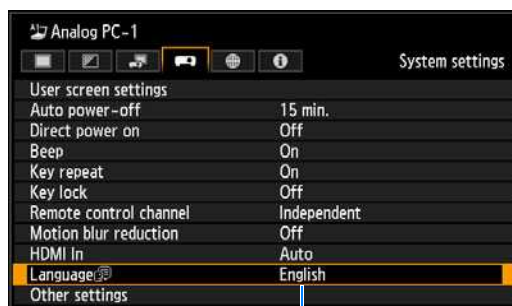 Analog PC-1
System settings
User screen settings
Auto power-off 15 min.
Direct power on Off
Beep On
Key repeat On
Key lock Off
Remote control channel Independent
Motion blur reduction Off
HDMI In Auto
Language English
Other settings